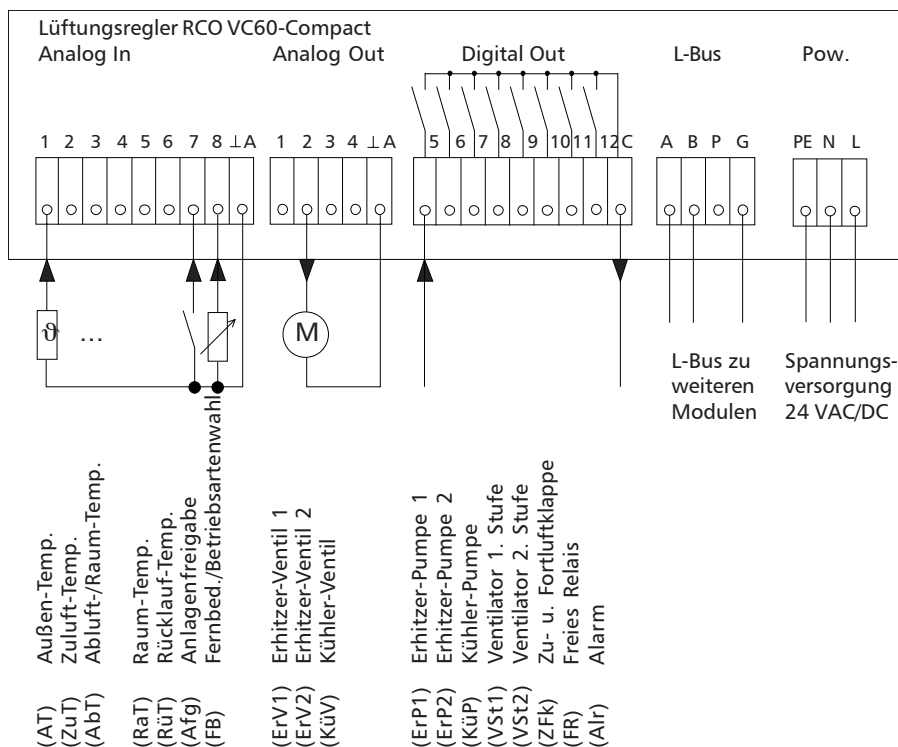 Lüftungsregler RCO VC60-Compact
Analog In Analog Out Digital Out L-Bus Pow.
1 2 3 4 5 6 7 8 ⊥ A 1 2 3 4 ⊥ A 5 6 7 8 9 10 11 12 C A B P G PE N L
ϑ ... M
L-Bus zu
weiteren
Modulen
Spannungs-
versorgung
24 VAC/DC
(AT) Außen-Temp.
(ZuT) Zuluft-Temp.
(AbT) Abluft-/Raum-Temp.
(RaT) Raum-Temp.
(RüT) Rücklauf-Temp.
(Afg) Anlagenfreigabe
(FB) Fernbed./Betriebsartenwahl
(ErV1) Erhitzer-Ventil 1
(ErV2) Erhitzer-Ventil 2
(KüV) Kühler-Ventil
(ErP1) Erhitzer-Pumpe 1
(ErP2) Erhitzer-Pumpe 2
(KüP) Kühler-Pumpe
(VSt1) Ventilator 1. Stufe
(VSt2) Ventilator 2. Stufe
(ZFk) Zu- u. Fortluftklappe
(FR) Freies Relais
(Alr) Alarm